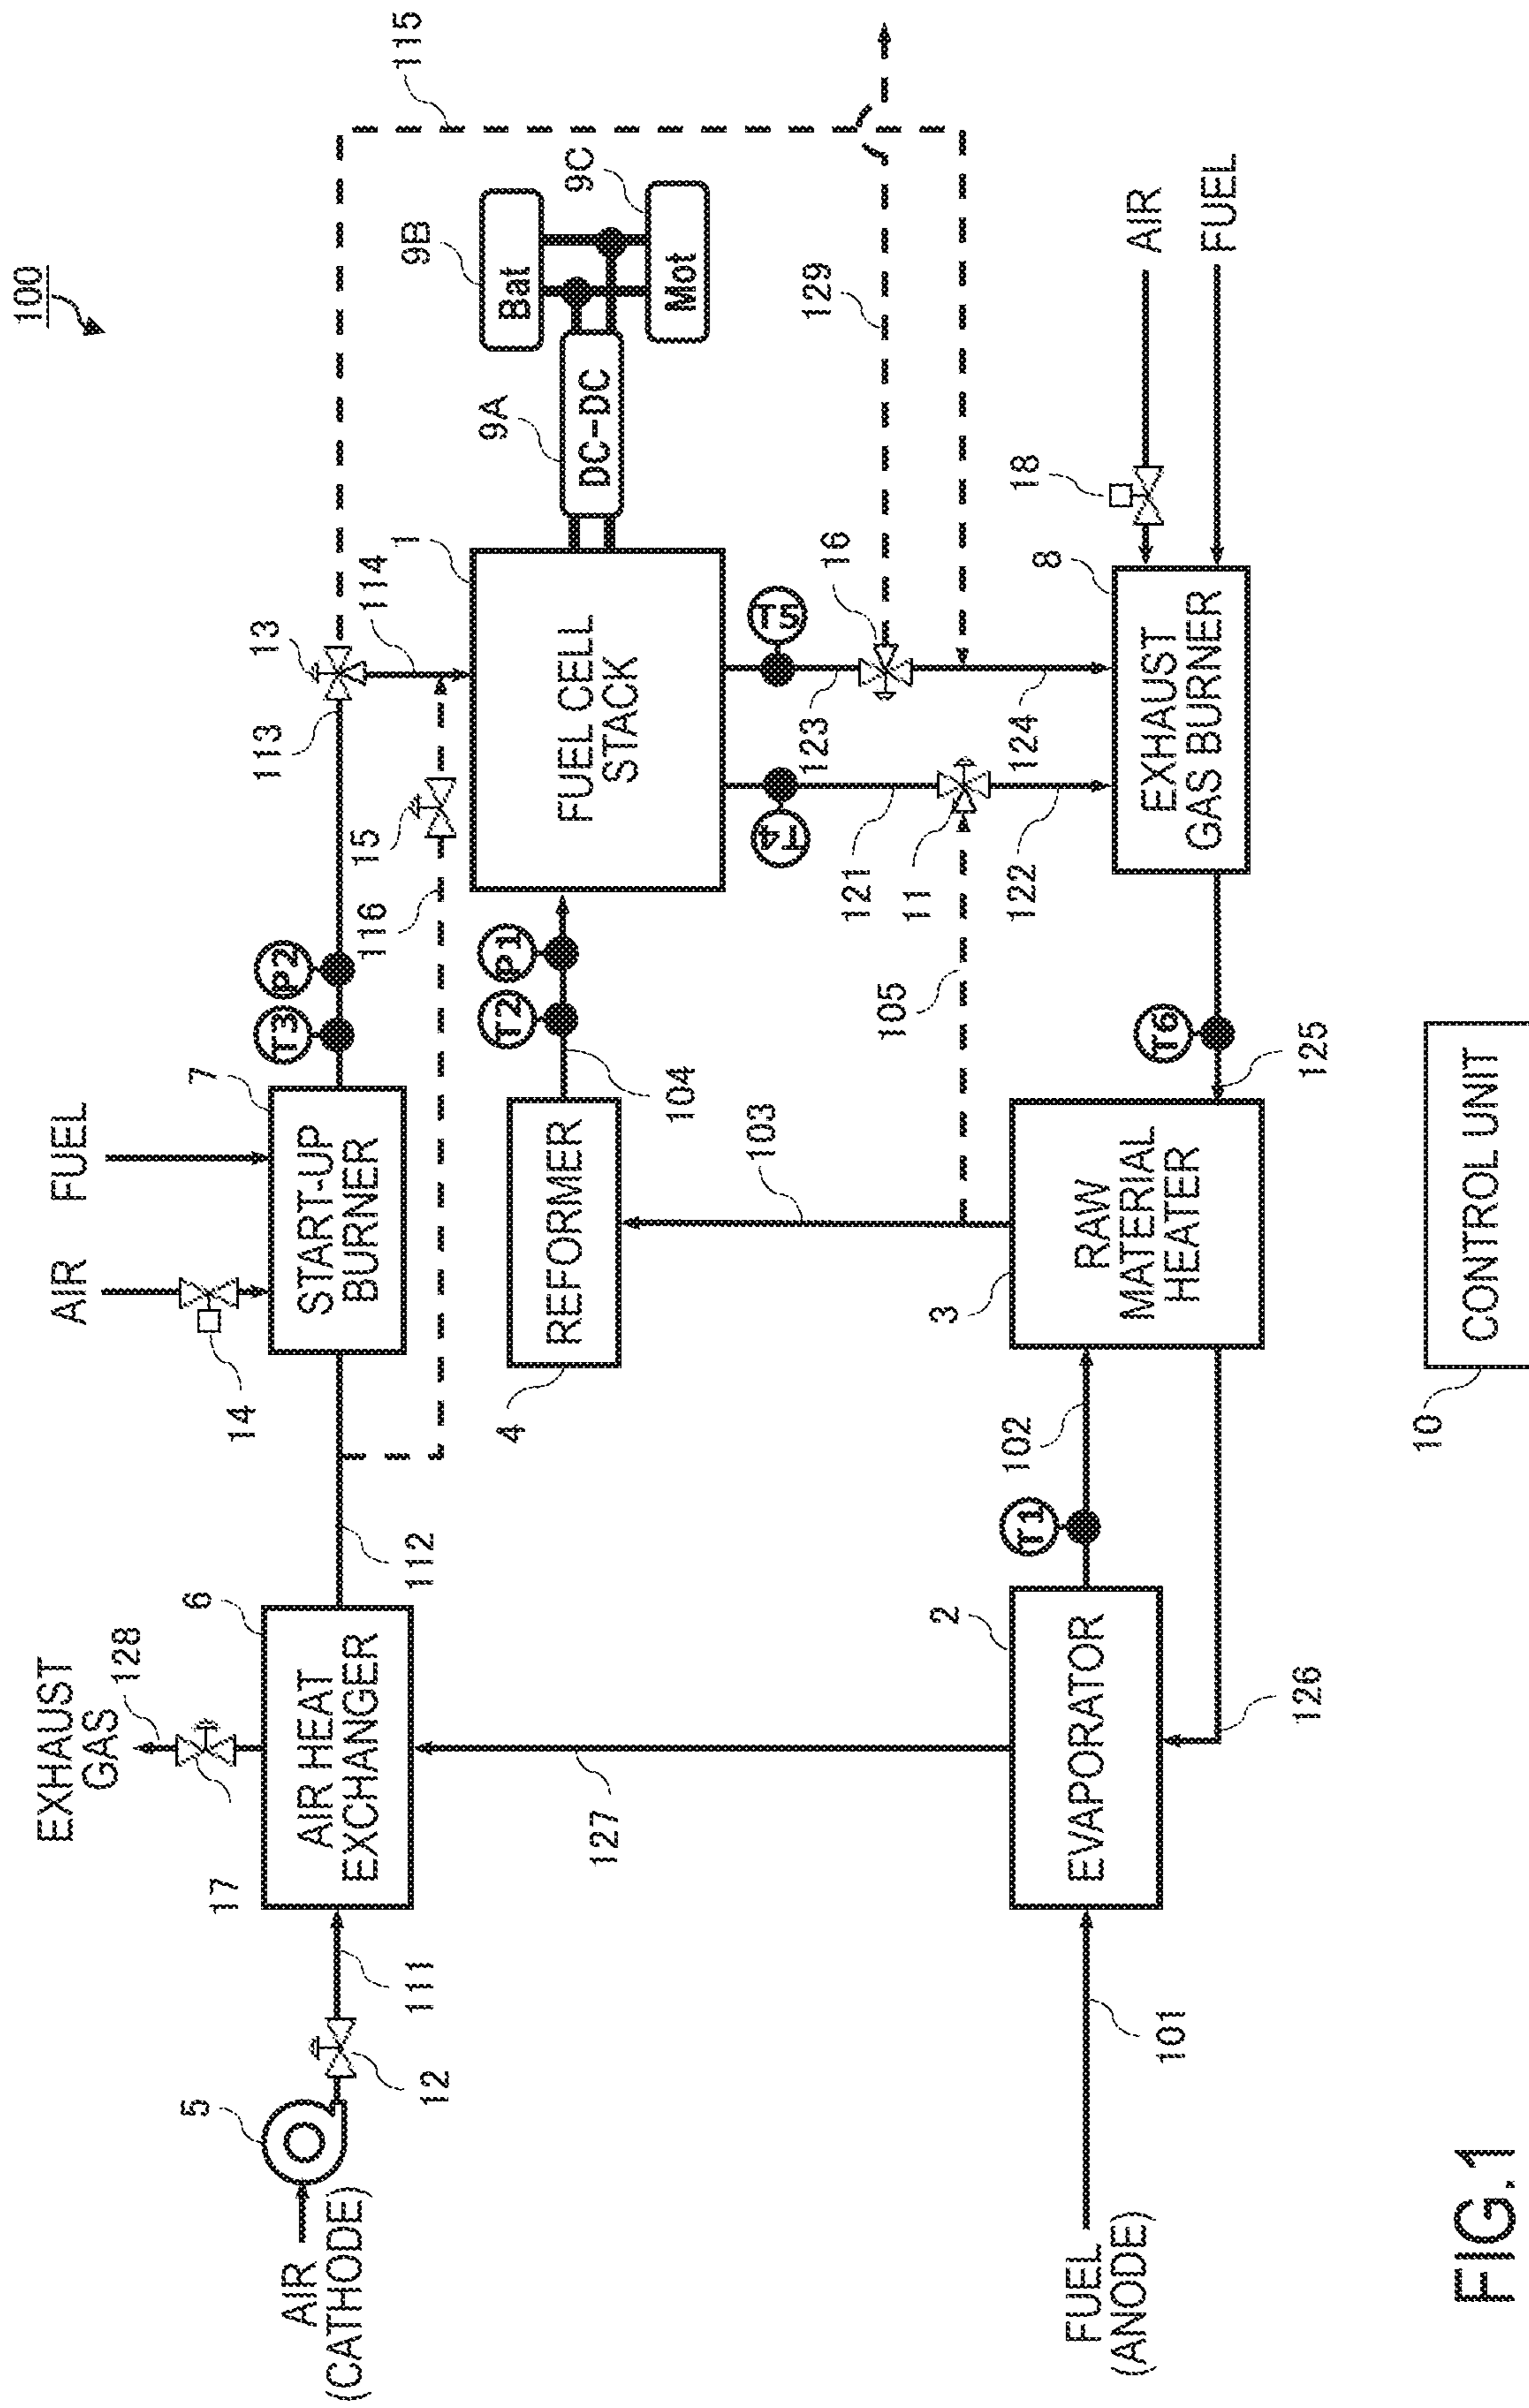 100
115
EXHAUST
GAS
128
17
AIR
FUEL
14
6
AIR HEAT
EXCHANGER
112
7
START-UP
BURNER
T3
P2
113
13
114
15
116
5
AIR
(CATHODE)
12
111
127
4
REFORMER
104
T2
P1
1
FUEL CELL
STACK
9A
DC-DC
9B
Bat
9C
Mot
103
105
T4
T5
121
123
11
16
122
124
129
FUEL
(ANODE)
101
2
EVAPORATOR
T1
102
3
RAW
MATERIAL
HEATER
126
T6
125
8
EXHAUST
GAS BURNER
18
AIR
FUEL
10
CONTROL UNIT
FIG.1